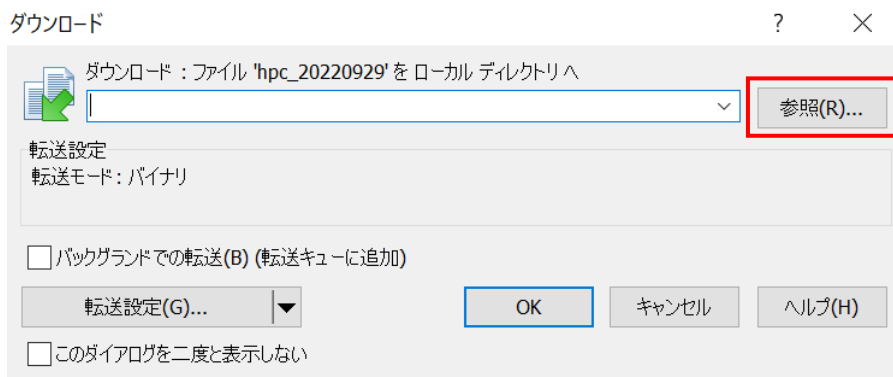 ダウンロード ? ×
ダウンロード : ファイル 'hpc_20220929' を ローカル ディレクトリ へ
参照(R)...
転送設定
転送モード : バイナリ
バックグランドでの転送(B) (転送キューに追加)
転送設定(G)... OK キャンセル ヘルプ(H)
このダイアログを二度と表示しない